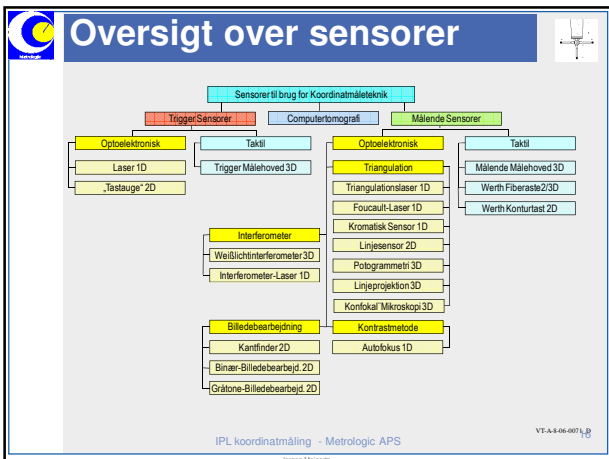 Metrologic
Oversigt over sensorer
Sensorer til brug for Koordinatmåleteknik
Trigger Sensorer
Computertomografi
Målende Sensorer
Optoelektronisk
Laser 1D
„Tastauge“ 2D
Taktil
Trigger Målehoved 3D
Optoelektronisk
Triangulation
Triangulationslaser 1D
Foucault-Laser 1D
Kromatisk Sensor 1D
Linjesensor 2D
Potogrammetri 3D
Linjeprojektion 3D
Konfokal¨Mikroskopi 3D
Taktil
Målende Målehoved 3D
Werth Fiberaste2/3D
Werth Konturtast 2D
Interferometer
Weißlichtinterferometer 3D
Interferometer-Laser 1D
Billedebearbejdning
Kantfinder 2D
Binær-Billedebearbejd. 2D
Gråtone-Billedebearbejd. 2D
Kontrastmetode
Autofokus 1D
IPL koordinatmåling - Metrologic APS
VT-A-8-06-0071_D
16